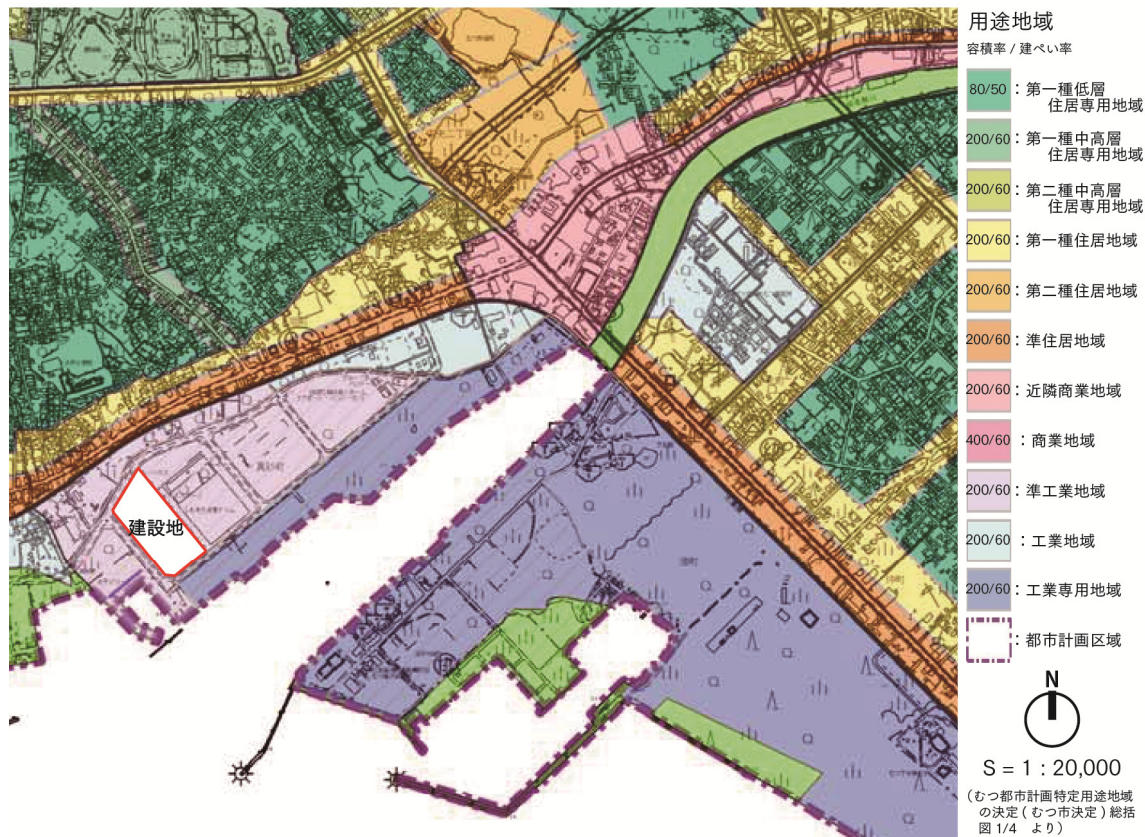 用途地域
容積率 / 建ぺい率
80/50：第一種低層
住居専用地域
200/60：第一種中高層
住居専用地域
200/60：第二種中高層
住居専用地域
200/60：第一種住居地域
200/60：第二種住居地域
200/60：準住居地域
200/60：近隣商業地域
400/60：商業地域
200/60：準工業地域
200/60：工業地域
200/60：工業専用地域
：都市計画区域
N
S = 1 : 20,000
(むつ都市計画特定用途地域
の決定 ( むつ市決定 ) 総括
図 1/4　より)
真砂町
建設地
港町